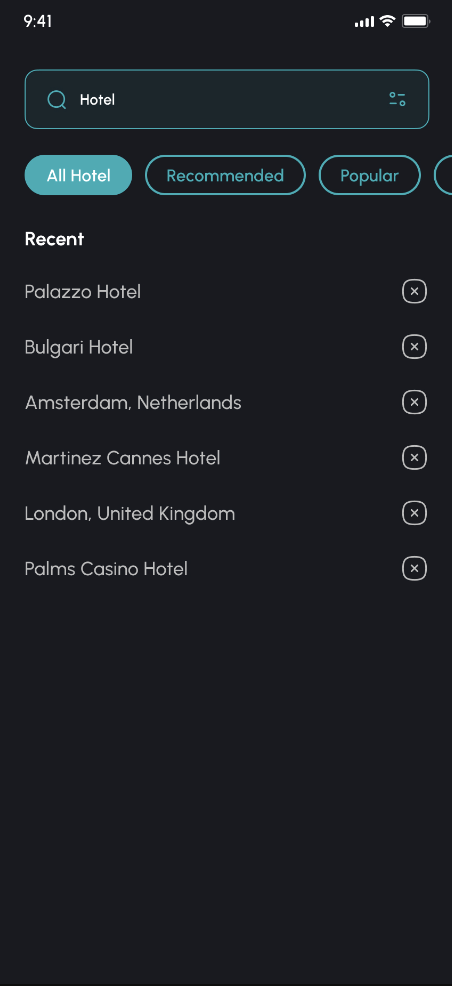 9:41
Hotel
All Hotel Recommended Popular
Recent
Palazzo Hotel
Bulgari Hotel
Amsterdam, Netherlands
Martinez Cannes Hotel
London, United Kingdom
Palms Casino Hotel